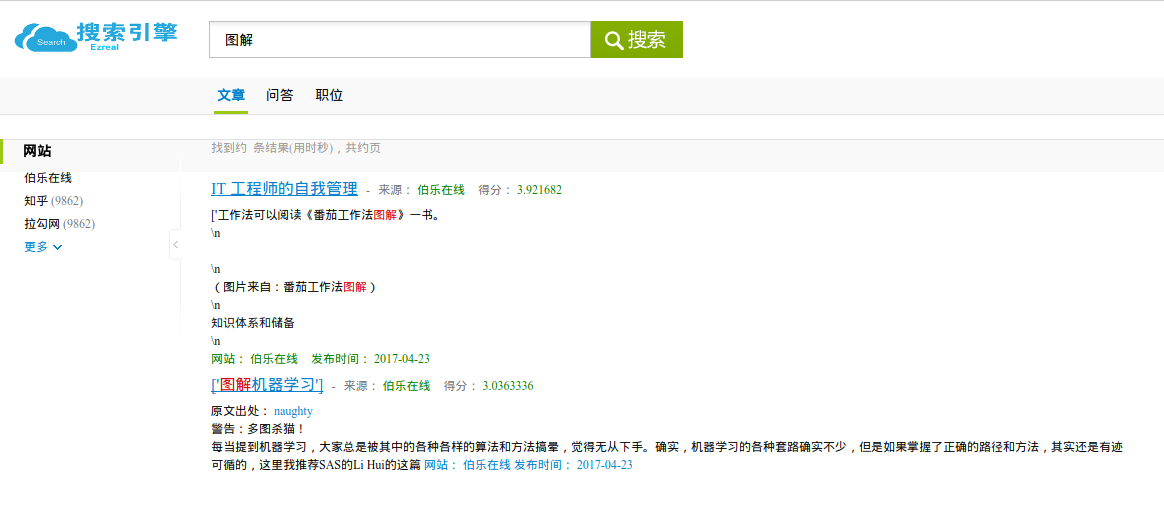 Search 搜索引擎
Ezreal
图解
搜索
文章 问答 职位
网站
找到约 条结果(用时秒)，共约页
伯乐在线
知乎 (9862)
拉勾网 (9862)
更多
IT 工程师的自我管理 - 来源： 伯乐在线 得分： 3.921682
['工作法可以阅读《番茄工作法图解》一书。
\n
\n
（图片来自：番茄工作法图解）
\n
知识体系和储备
\n
网站： 伯乐在线 发布时间： 2017-04-23
['图解机器学习'] - 来源： 伯乐在线 得分： 3.0363336
原文出处： naughty
警告：多图杀猫！
每当提到机器学习，大家总是被其中的各种各样的算法和方法搞晕，觉得无从下手。确实，机器学习的各种套路确实不少，但是如果掌握了正确的路径和方法，其实还是有迹
可循的，这里我推荐SAS的Li Hui的这篇 网站： 伯乐在线 发布时间： 2017-04-23